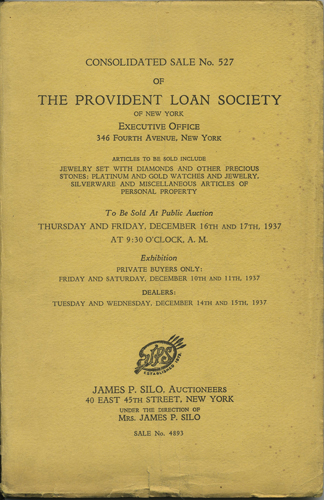 CONSOLIDATED SALE No. 527
OF
THE PROVIDENT LOAN SOCIETY
OF NEW YORK
EXECUTIVE OFFICE
346 FOURTH AVENUE, NEW YORK
ARTICLES TO BE SOLD INCLUDE
JEWELRY SET WITH DIAMONDS AND OTHER PRECIOUS
STONES; PLATINUM AND GOLD WATCHES AND JEWELRY,
SILVERWARE AND MISCELLANEOUS ARTICLES OF
PERSONAL PROPERTY
To Be Sold At Public Auction
THURSDAY AND FRIDAY, DECEMBER 16TH AND 17TH, 1937
AT 9:30 O'CLOCK, A. M.
Exhibition
PRIVATE BUYERS ONLY:
FRIDAY AND SATURDAY, DECEMBER 10TH AND 11TH, 1937
DEALERS:
TUESDAY AND WEDNESDAY, DECEMBER 14TH AND 15TH, 1937
JAMES P. SILO, AUCTIONEERS
40 EAST 45TH STREET, NEW YORK
UNDER THE DIRECTION OF
MRS. JAMES P. SILO
SALE No. 4893